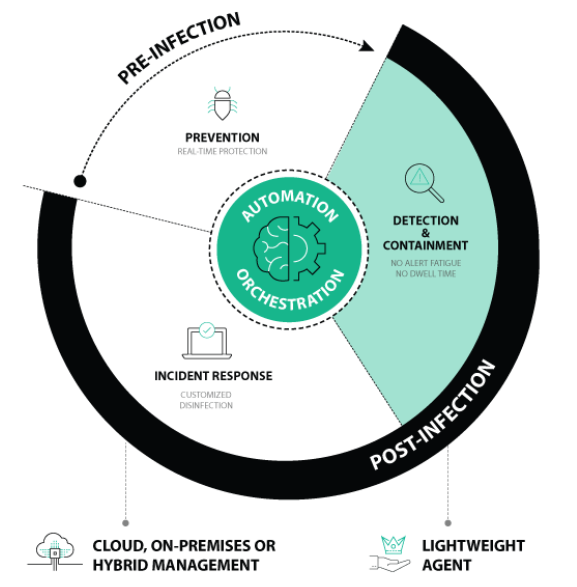 PRE-INFECTION
PREVENTION
REAL-TIME PROTECTION
AUTOMATION
ORCHESTRATION
DETECTION
&
CONTAINMENT
NO ALERT FATIGUE
NO DWELL TIME
INCIDENT RESPONSE
CUSTOMIZED
DISINFECTION
POST-INFECTION
CLOUD, ON-PREMISES OR
HYBRID MANAGEMENT
LIGHTWEIGHT
AGENT